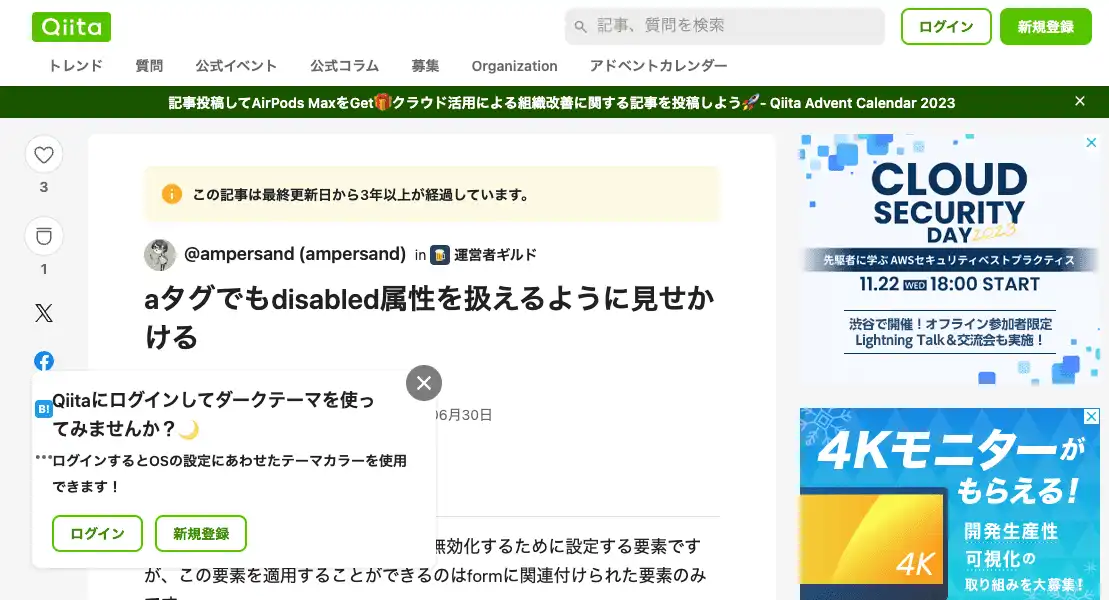 Qiita
記事、質問を検索
ログイン
新規登録
トレンド 質問 公式イベント 公式コラム 募集 Organization アドベントカレンダー
記事投稿してAirPods MaxをGet🎁クラウド活用による組織改善に関する記事を投稿しよう🚀- Qiita Advent Calendar 2023
3
1
この記事は最終更新日から3年以上が経過しています。
@ampersand (ampersand) in 運営者ギルド
aタグでもdisabled属性を扱えるように見せか
ける
06月30日
B!
Qiitaにログインしてダークテーマを使っ
てみませんか？🌙
ログインするとOSの設定にあわせたテーマカラーを使用
できます！
ログイン
新規登録
無効化するために設定する要素です
が、この要素を適用することができるのはformに関連付けられた要素のみ
CLOUD
SECURITY
DAY 2023
先駆者に学ぶ AWSセキュリティベストプラクティス
11.22 WED 18:00 START
渋谷で開催！オフライン参加者限定
Lightning Talk＆交流会も実施！
4Kモニターが
もらえる！
開発生産性
可視化の
取り組みを大募集！
4K